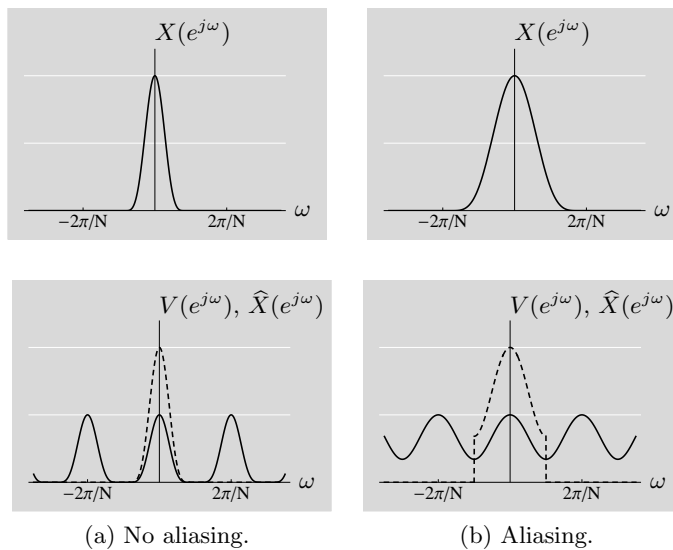 X(e^{jω})
−2π/N 2π/N ω
X(e^{jω})
−2π/N 2π/N ω
V(e^{jω}), X̂(e^{jω})
−2π/N 2π/N ω
V(e^{jω}), X̂(e^{jω})
−2π/N 2π/N ω
(a) No aliasing.
(b) Aliasing.